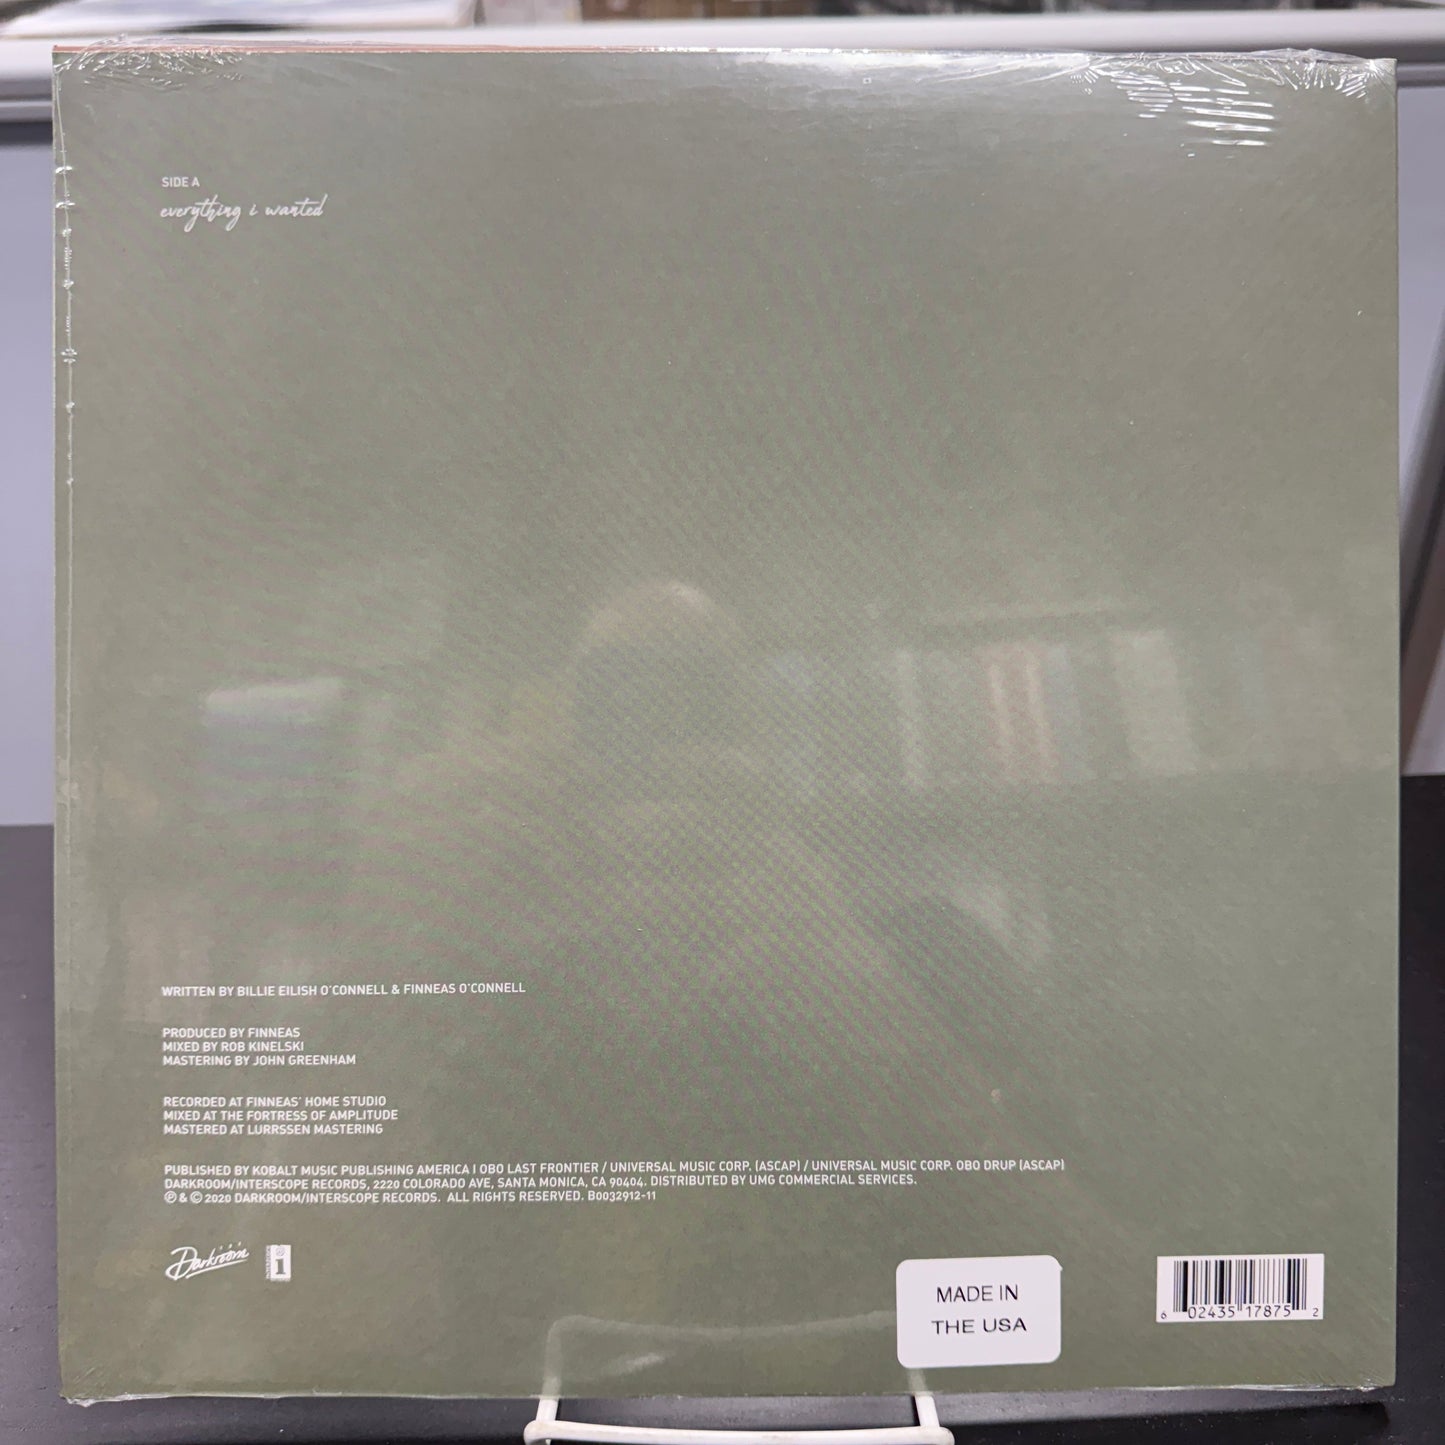 SIDE A
everything i wanted
WRITTEN BY BILLIE EILISH O'CONNELL & FINNEAS O'CONNELL
PRODUCED BY FINNEAS
MIXED BY ROB KINELSKI
MASTERING BY JOHN GREENHAM
RECORDED AT FINNEAS' HOME STUDIO
MIXED AT THE FORTRESS OF AMPLITUDE
MASTERED AT LURRSSEN MASTERING
PUBLISHED BY KOBALT MUSIC PUBLISHING AMERICA I OBO LAST FRONTIER / UNIVERSAL MUSIC CORP. (ASCAP) / UNIVERSAL MUSIC CORP. OBO DRUP (ASCAP)
DARKROOM/INTERSCOPE RECORDS, 2220 COLORADO AVE, SANTA MONICA, CA 90404. DISTRIBUTED BY UMG COMMERCIAL SERVICES.
℗ & © 2020 DARKROOM/INTERSCOPE RECORDS. ALL RIGHTS RESERVED. B0032912-11
Darkroom
i
MADE IN
THE USA
6 02435 17875 2